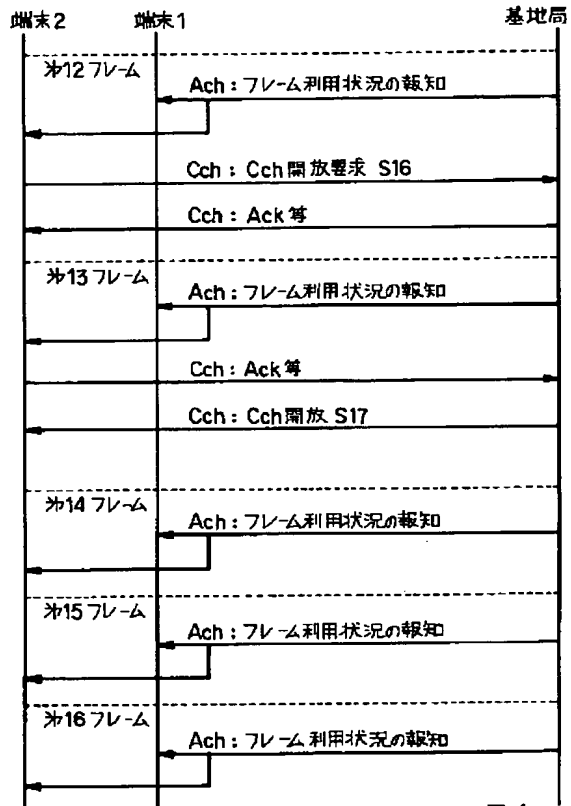 端末2 端末1 基地局
第12フレーム
Ach:フレーム利用状況の報知
Cch:Cch開放要求 S16
Cch:Ack等
第13フレーム
Ach:フレーム利用状況の報知
Cch:Ack等
Cch:Cch開放 S17
第14フレーム
Ach:フレーム利用状況の報知
第15フレーム
Ach:フレーム利用状況の報知
第16フレーム
Ach:フレーム利用状況の報知